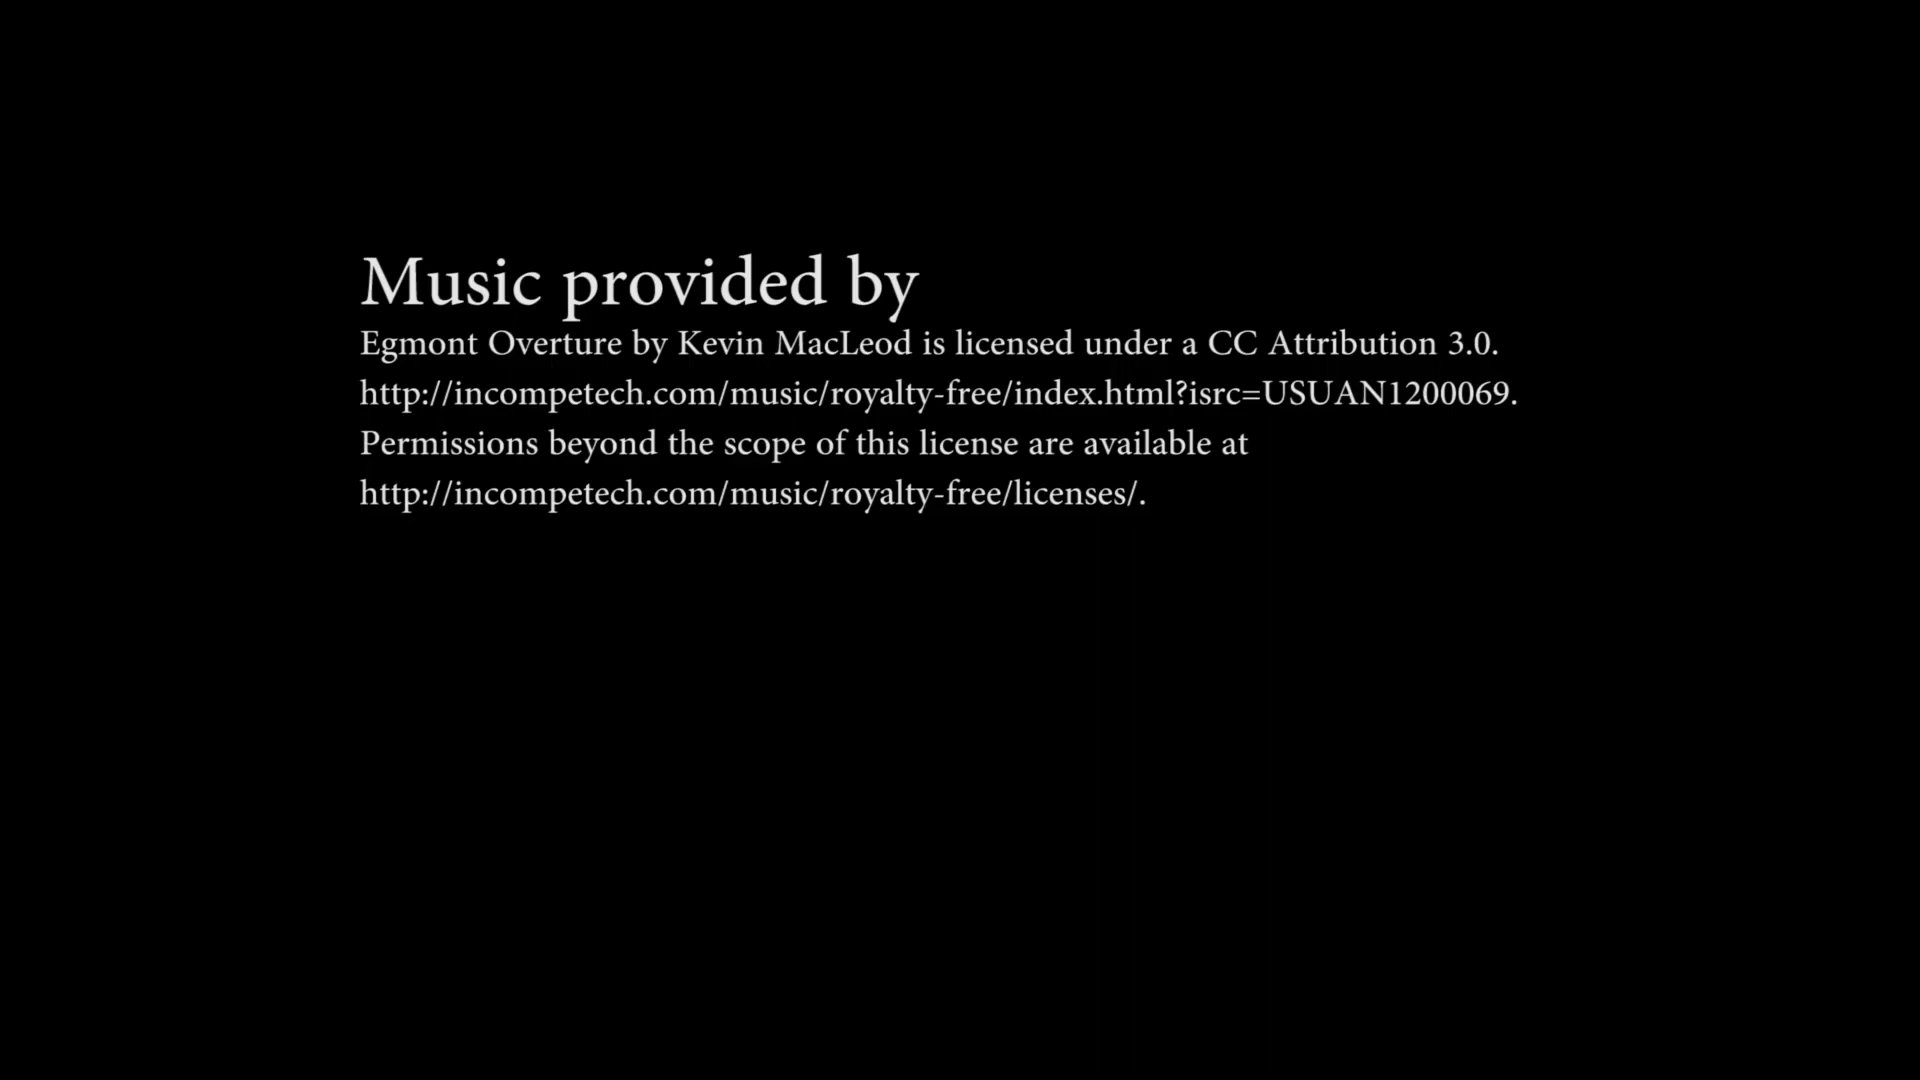 Music provided by
Egmont Overture by Kevin MacLeod is licensed under a CC Attribution 3.0.
http://incompetech.com/music/royalty-free/index.html?isrc=USUAN1200069.
Permissions beyond the scope of this license are available at
http://incompetech.com/music/royalty-free/licenses/.